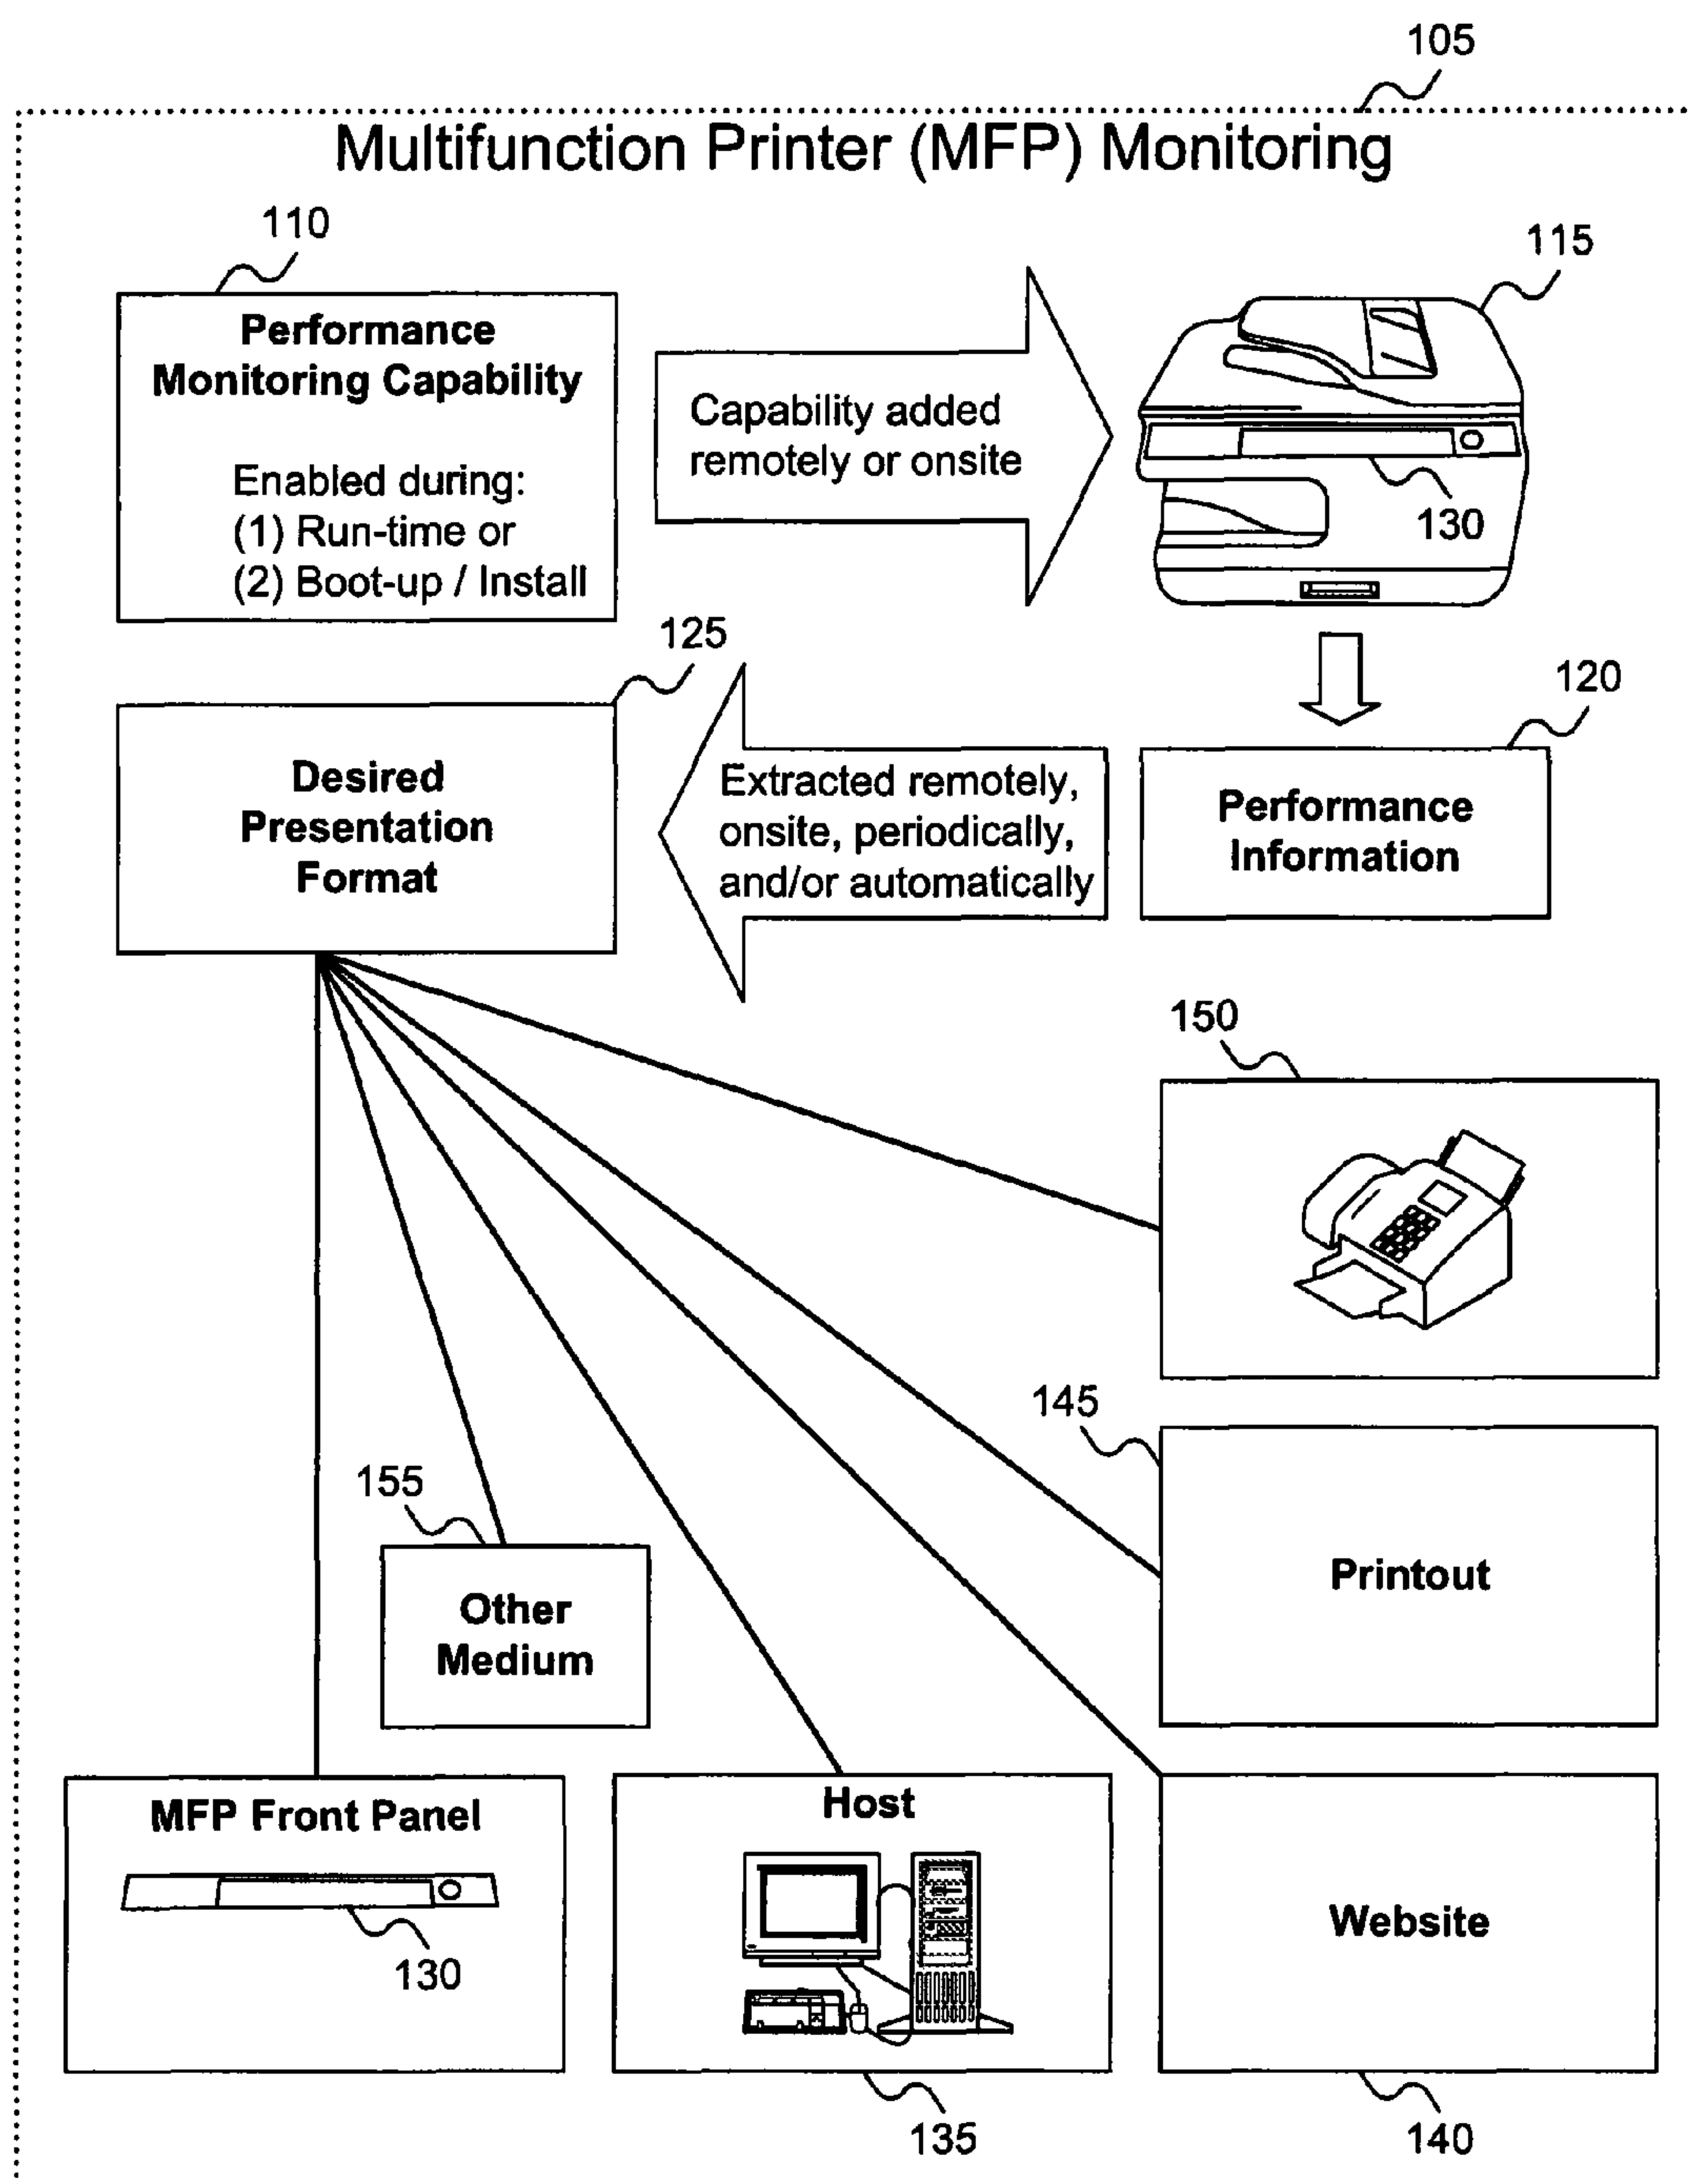 105
Multifunction Printer (MFP) Monitoring
110
Performance
Monitoring Capability
Enabled during:
(1) Run-time or
(2) Boot-up / Install
Capability added
remotely or onsite
115
130
125
Desired
Presentation
Format
Extracted remotely,
onsite, periodically,
and/or automatically
120
Performance
Information
150
145
Printout
155
Other
Medium
MFP Front Panel
130
Host
135
Website
140